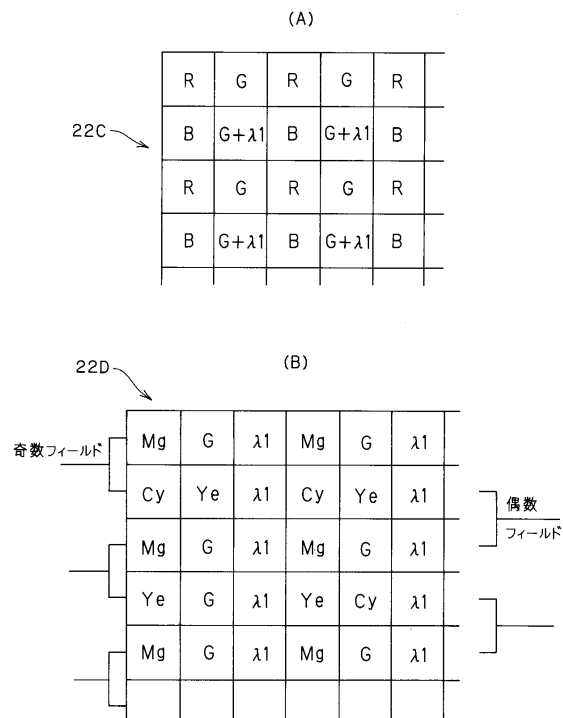 (A)
R G R G R
22C
B G+λ1 B G+λ1 B
R G R G R
B G+λ1 B G+λ1 B
(B)
22D
奇数フィールド
Mg G λ1 Mg G λ1
Cy Ye λ1 Cy Ye λ1
偶数
フィールド
Mg G λ1 Mg G λ1
Ye G λ1 Ye Cy λ1
Mg G λ1 Mg G λ1